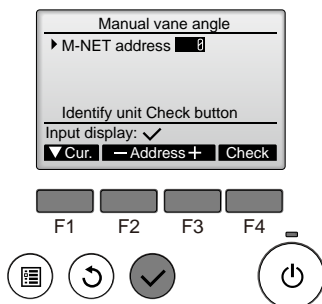 Manual vane angle
M-NET address 0
Identify unit Check button
Input display: ✓
▼Cur. －Address＋ Check
F1 F2 F3 F4